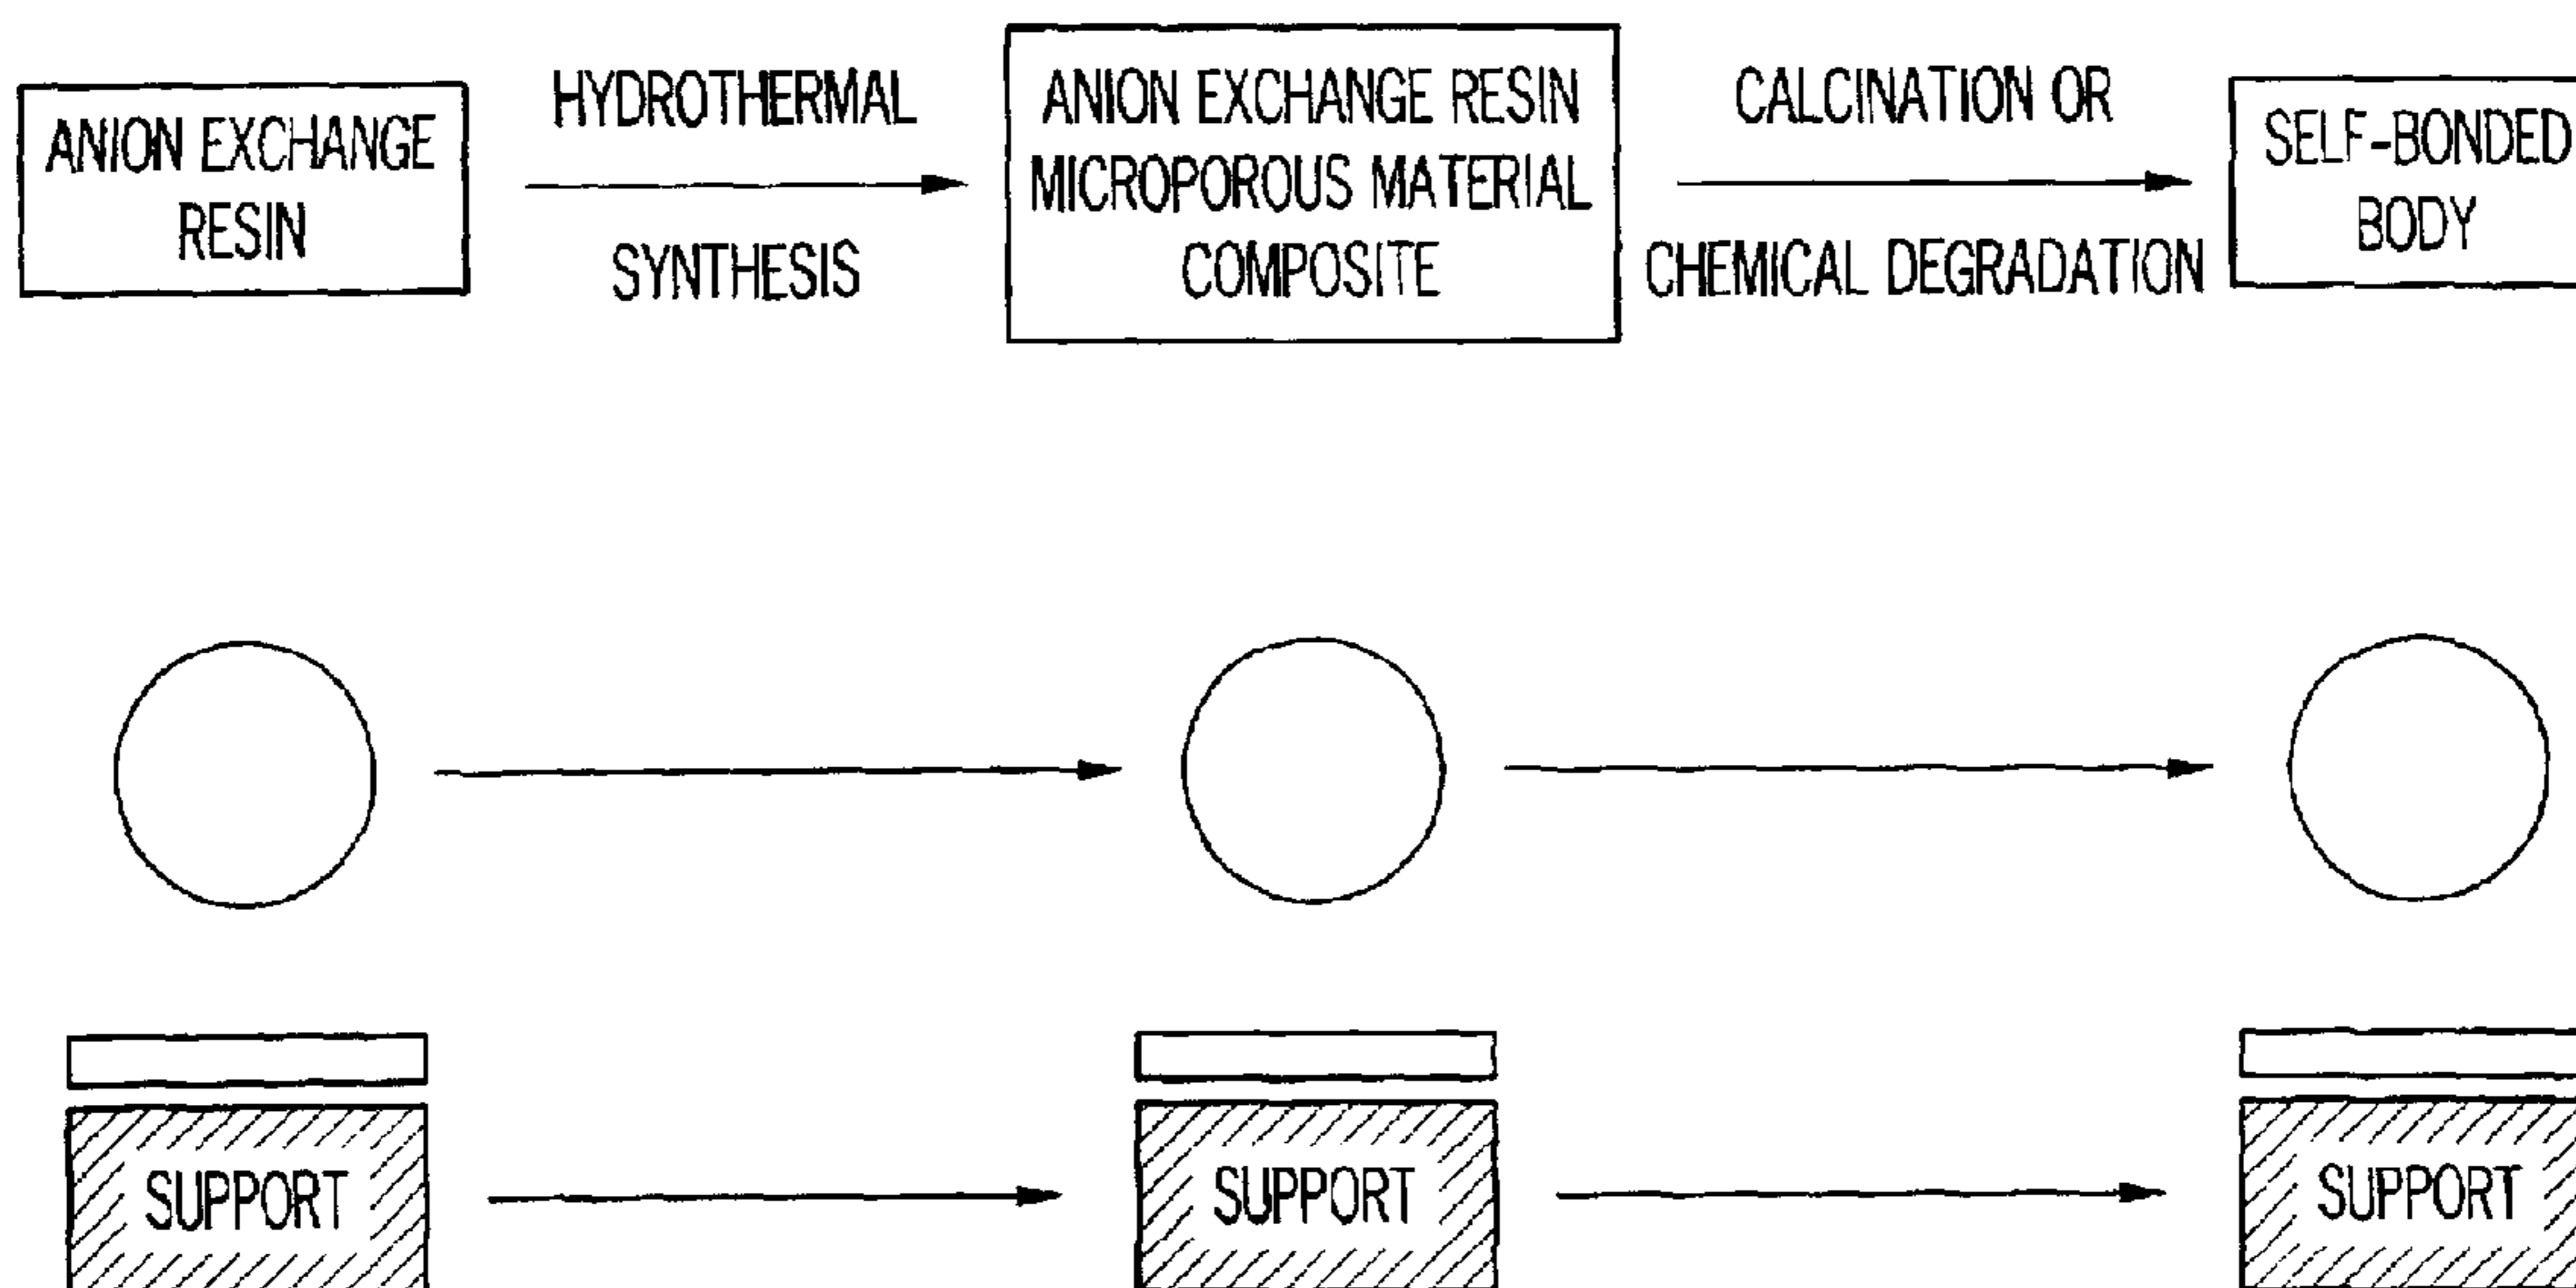 ANION EXCHANGE
RESIN
HYDROTHERMAL
SYNTHESIS
ANION EXCHANGE RESIN
MICROPOROUS MATERIAL
COMPOSITE
CALCINATION OR
CHEMICAL DEGRADATION
SELF-BONDED
BODY
SUPPORT
SUPPORT
SUPPORT